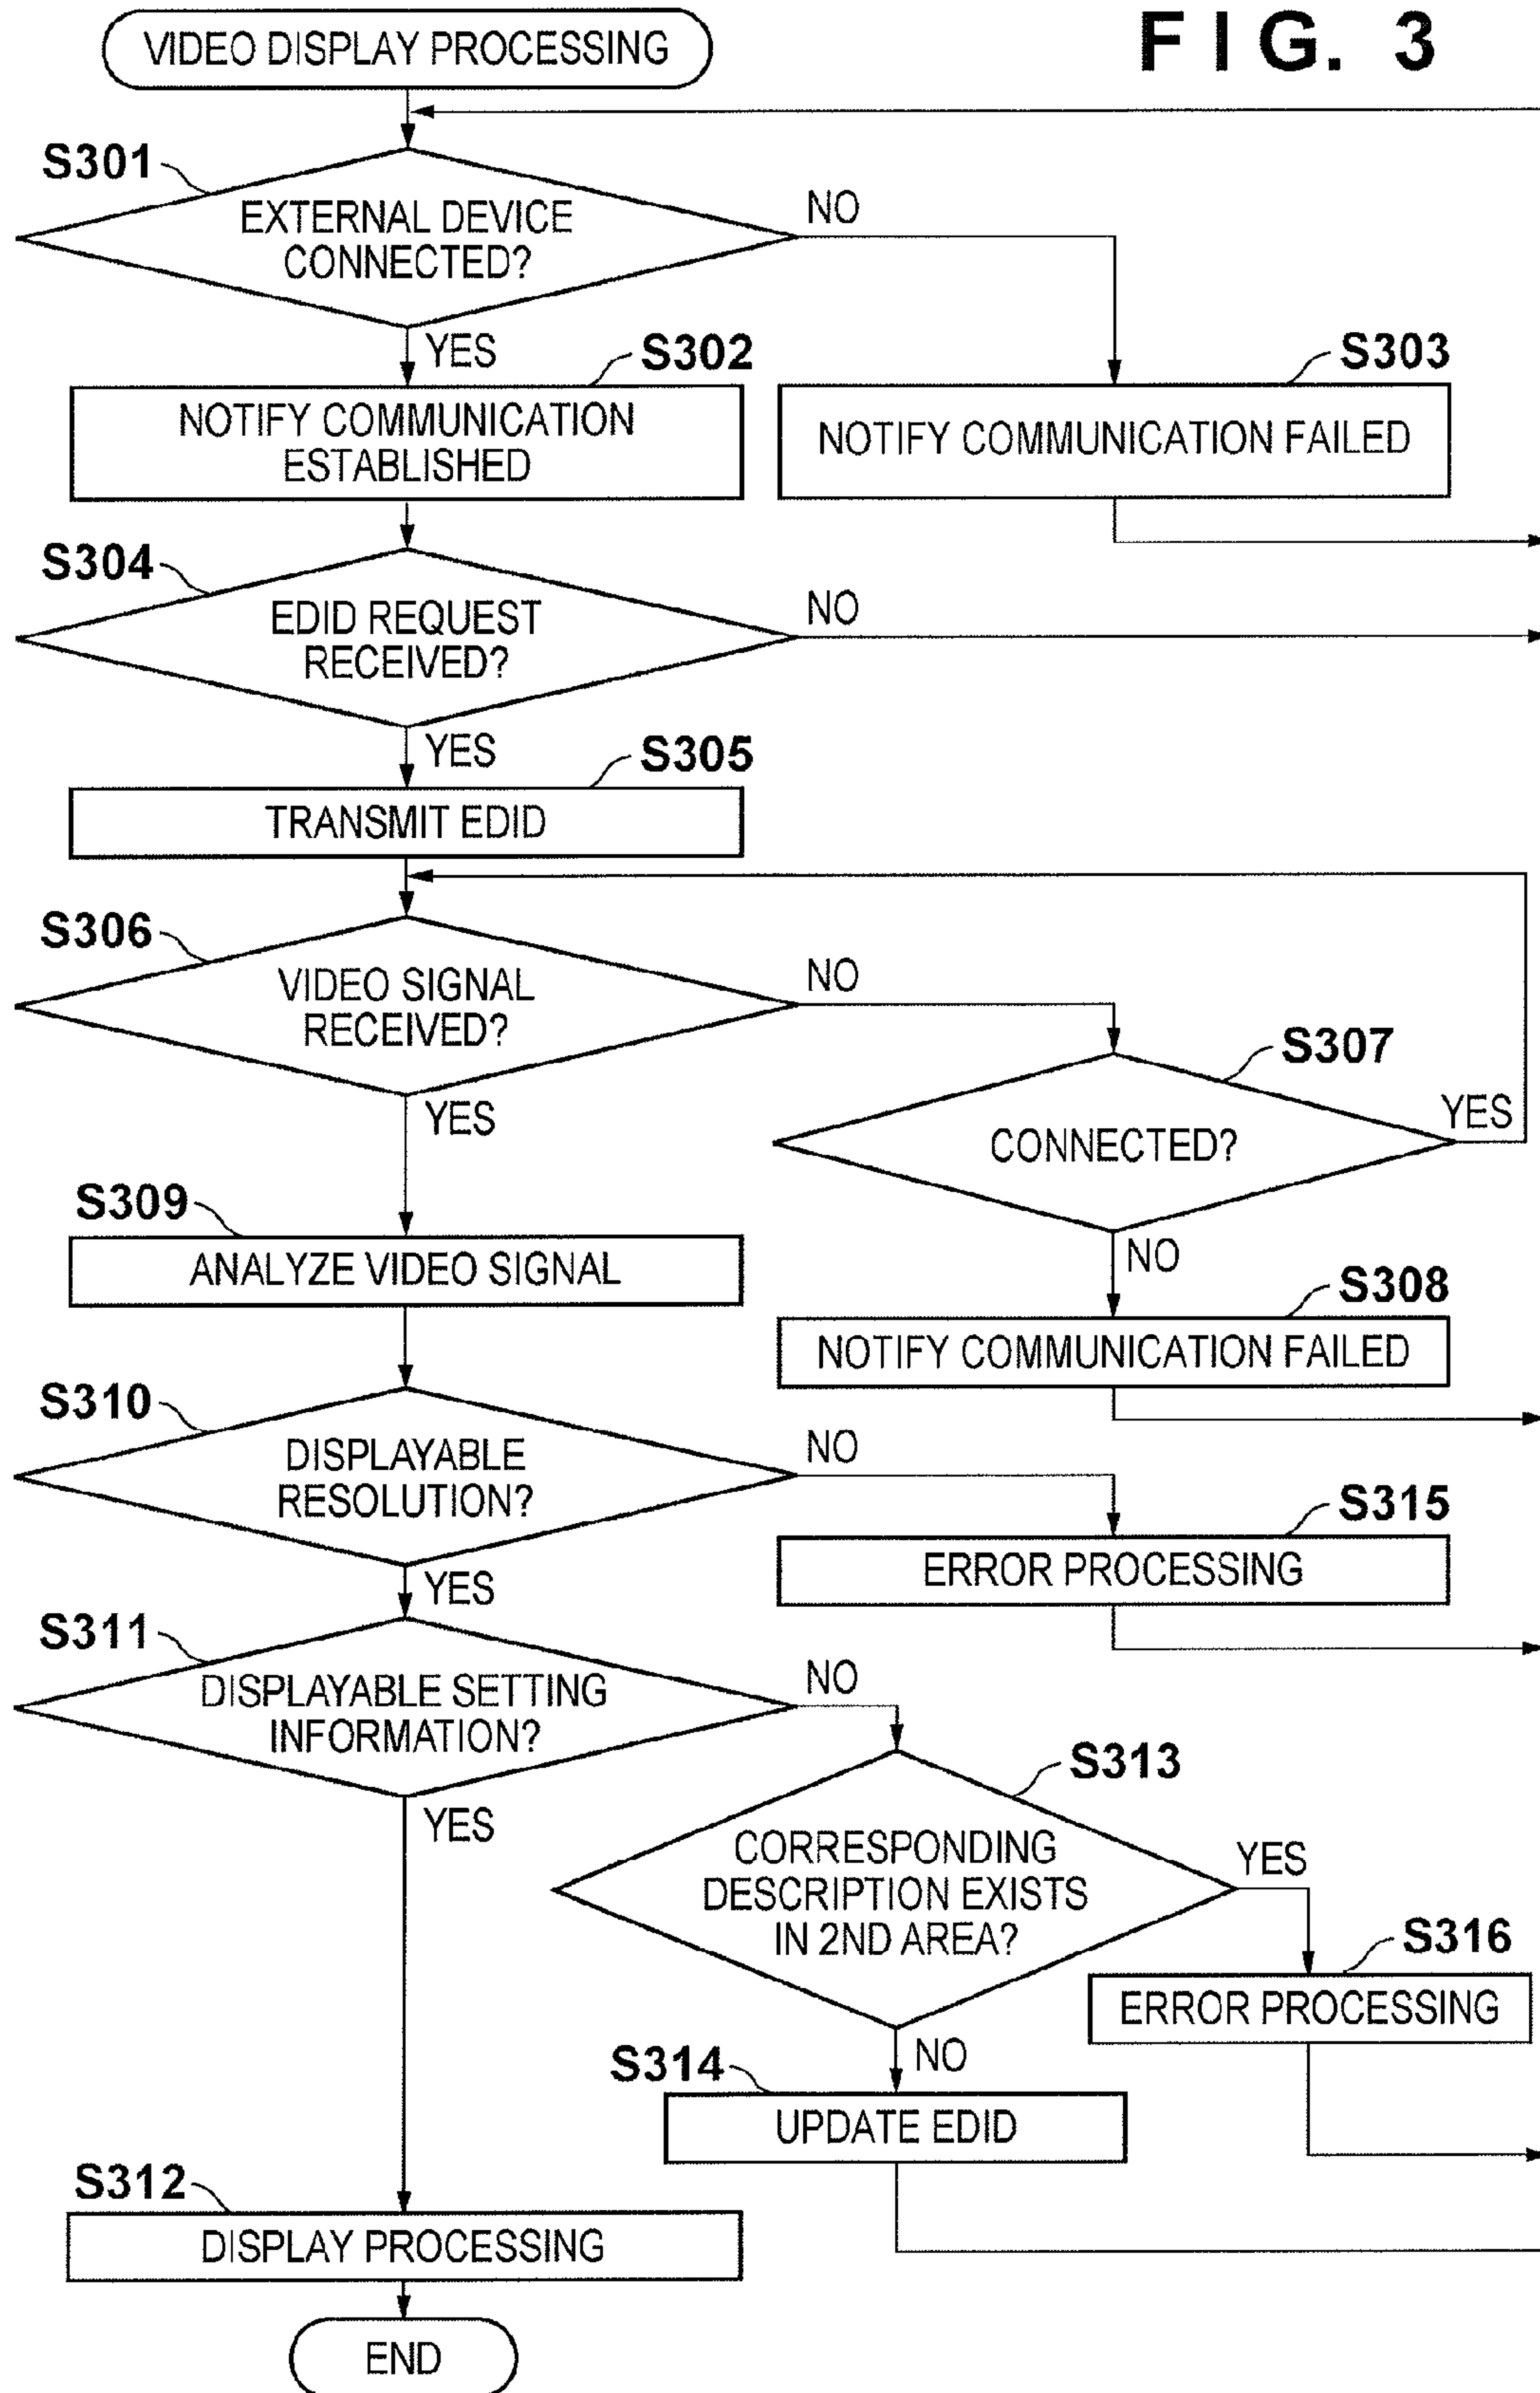 FIG. 3
VIDEO DISPLAY PROCESSING
S301
EXTERNAL DEVICE
CONNECTED?
NO
YES
S302
NOTIFY COMMUNICATION
ESTABLISHED
S303
NOTIFY COMMUNICATION FAILED
S304
EDID REQUEST
RECEIVED?
NO
YES
S305
TRANSMIT EDID
S306
VIDEO SIGNAL
RECEIVED?
NO
YES
S307
CONNECTED?
YES
NO
S308
NOTIFY COMMUNICATION FAILED
S309
ANALYZE VIDEO SIGNAL
S310
DISPLAYABLE
RESOLUTION?
NO
YES
S315
ERROR PROCESSING
S311
DISPLAYABLE SETTING
INFORMATION?
NO
YES
S313
CORRESPONDING
DESCRIPTION EXISTS
IN 2ND AREA?
YES
NO
S316
ERROR PROCESSING
S314
UPDATE EDID
S312
DISPLAY PROCESSING
END